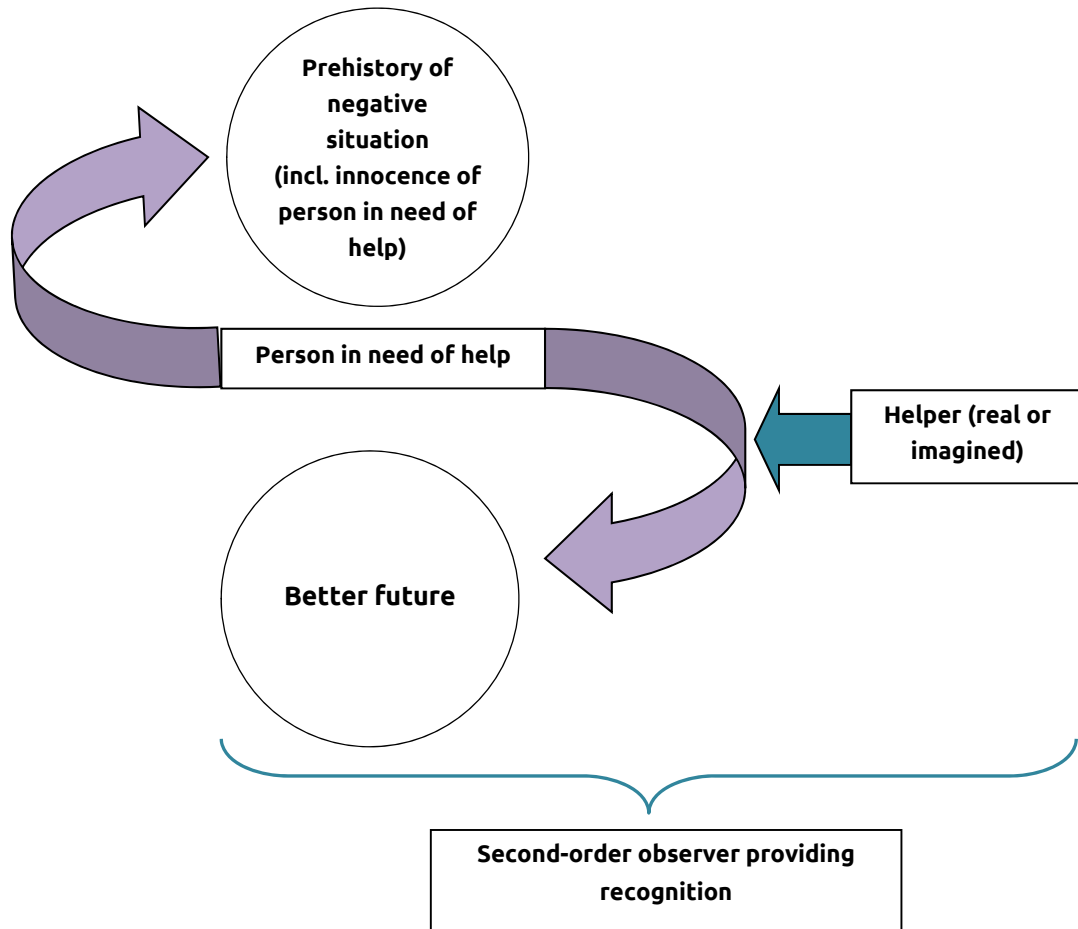 Prehistory of
negative
situation
(incl. innocence of
person in need of
help)
Person in need of help
Helper (real or
imagined)
Better future
Second-order observer providing
recognition